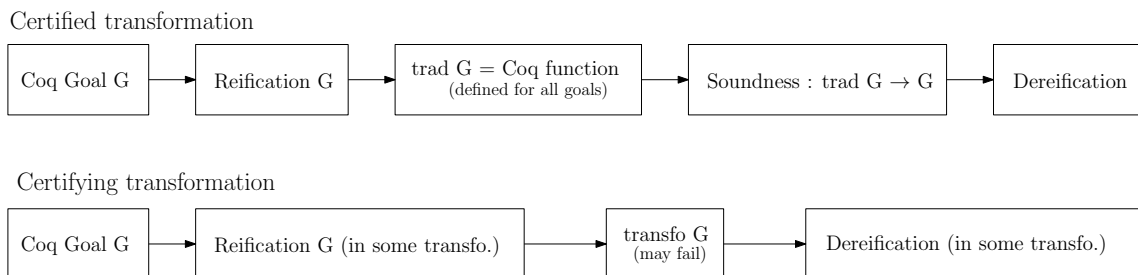 Certified transformation
Coq Goal G
Reification G
trad G = Coq function
(defined for all goals)
Soundness : trad G → G
Dereification
Certifying transformation
Coq Goal G
Reification G (in some transfo.)
transfo G
(may fail)
Dereification (in some transfo.)